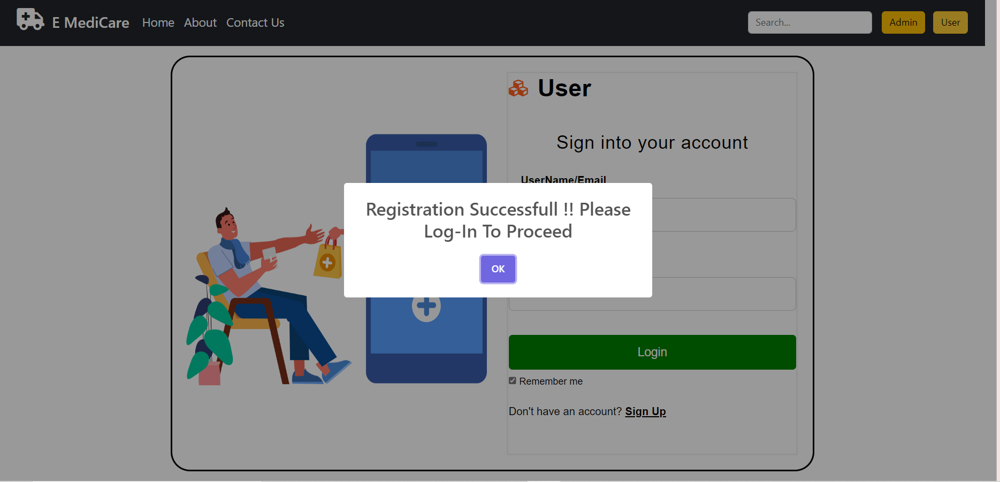 E MediCare Home About Contact Us Search... Admin User
User
Sign into your account
UserName/Email
Registration Successfull !! Please
Log-In To Proceed
OK
Login
Remember me
Don't have an account? Sign Up